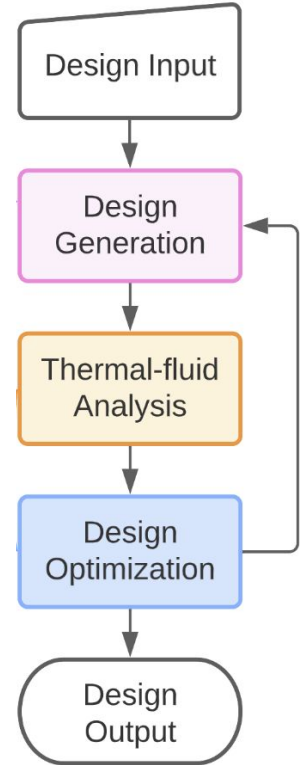 Design Input
Design
Generation
Thermal-fluid
Analysis
Design
Optimization
Design
Output